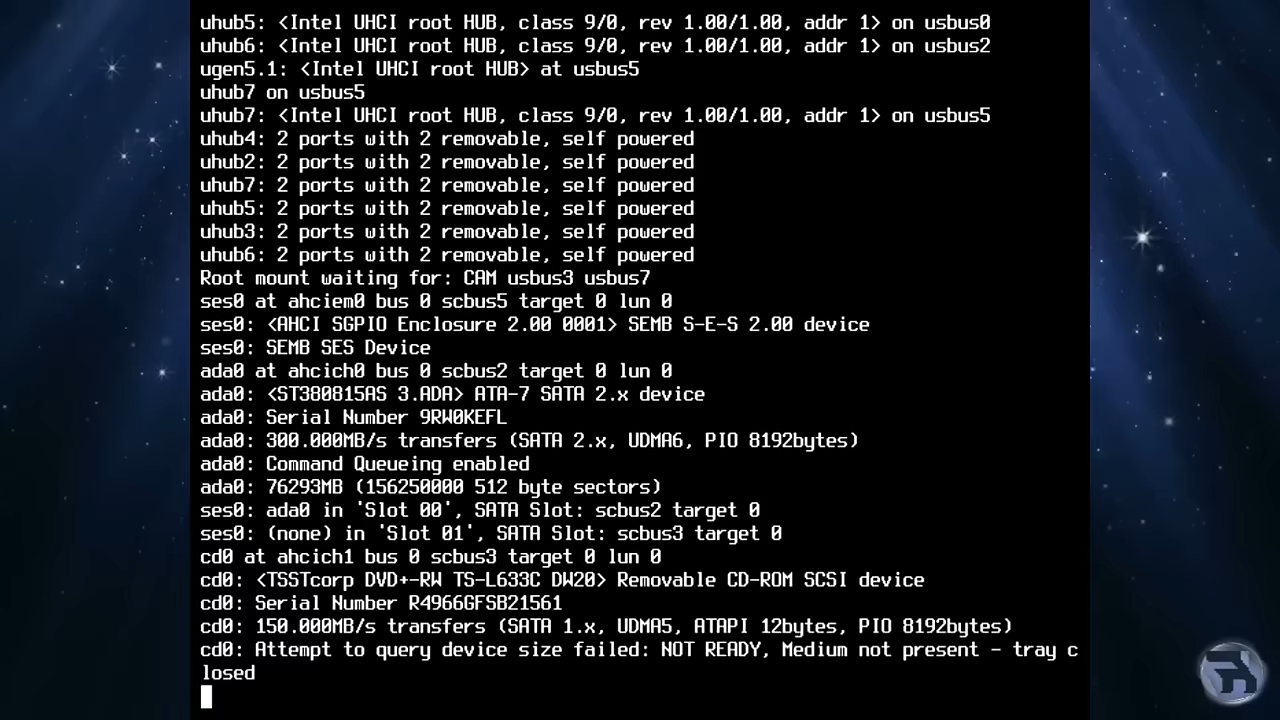 uhub5: <Intel UHCI root HUB, class 9/0, rev 1.00/1.00, addr 1> on usbus0
uhub6: <Intel UHCI root HUB, class 9/0, rev 1.00/1.00, addr 1> on usbus2
ugen5.1: <Intel UHCI root HUB> at usbus5
uhub7 on usbus5
uhub7: <Intel UHCI root HUB, class 9/0, rev 1.00/1.00, addr 1> on usbus5
uhub4: 2 ports with 2 removable, self powered
uhub2: 2 ports with 2 removable, self powered
uhub7: 2 ports with 2 removable, self powered
uhub5: 2 ports with 2 removable, self powered
uhub3: 2 ports with 2 removable, self powered
uhub6: 2 ports with 2 removable, self powered
Root mount waiting for: CAM usbus3 usbus7
ses0 at ahciem0 bus 0 scbus5 target 0 lun 0
ses0: <AHCI SGPIO Enclosure 2.00 0001> SEMB S-E-S 2.00 device
ses0: SEMB SES Device
ada0 at ahcich0 bus 0 scbus2 target 0 lun 0
ada0: <ST380815AS 3.ADA> ATA-7 SATA 2.x device
ada0: Serial Number 9RW0KEFL
ada0: 300.000MB/s transfers (SATA 2.x, UDMA6, PIO 8192bytes)
ada0: Command Queueing enabled
ada0: 76293MB (156250000 512 byte sectors)
ses0: ada0 in 'Slot 00', SATA Slot: scbus2 target 0
ses0: (none) in 'Slot 01', SATA Slot: scbus3 target 0
cd0 at ahcich1 bus 0 scbus3 target 0 lun 0
cd0: <TSSTcorp DVD+-RW TS-L633C DW20> Removable CD-ROM SCSI device
cd0: Serial Number R4966GFSB21561
cd0: 150.000MB/s transfers (SATA 1.x, UDMA5, ATAPI 12bytes, PIO 8192bytes)
cd0: Attempt to query device size failed: NOT READY, Medium not present - tray c
losed